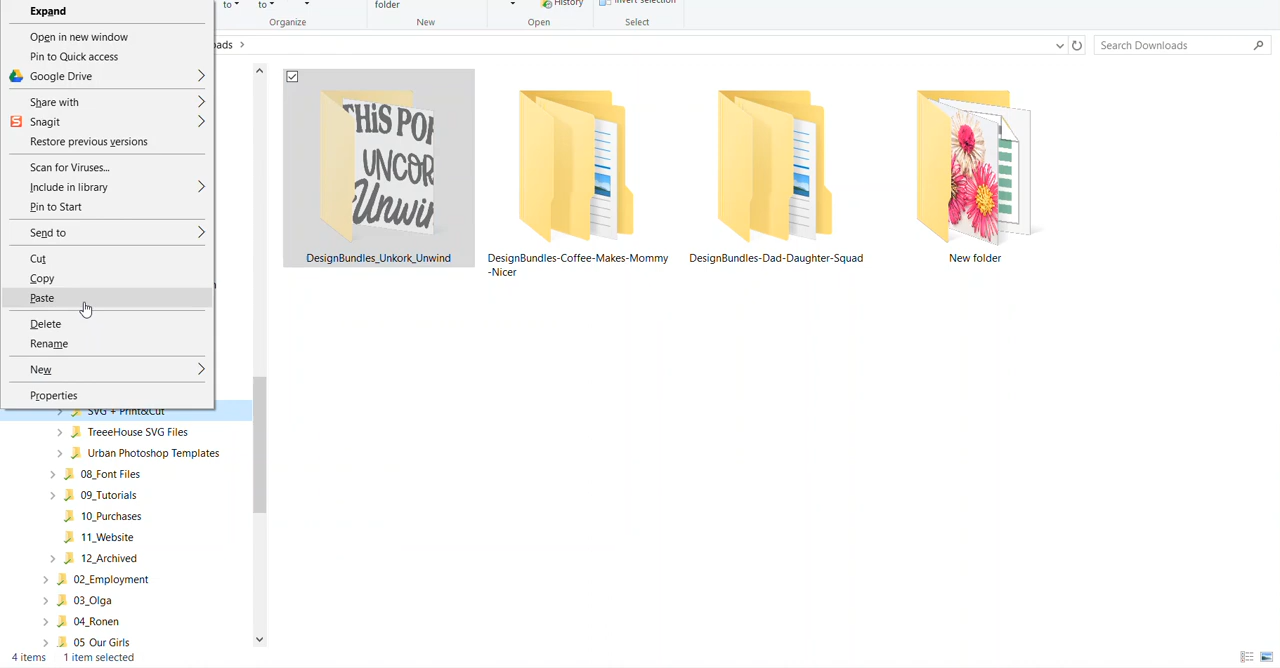 to
to
folder
History
Invert selection
Organize
New
Open
Select
ads
Search Downloads
Expand
Open in new window
Pin to Quick access
Google Drive
Share with
S Snagit
Restore previous versions
Scan for Viruses...
Include in library
Pin to Start
Send to
Cut
Copy
Paste
Delete
Rename
New
Properties
SVG + Print&Cut
TreeeHouse SVG Files
Urban Photoshop Templates
08_Font Files
09_Tutorials
10_Purchases
11_Website
12_Archived
02_Employment
03_Olga
04_Ronen
05 Our Girls
THiS POP
UNCOR
Unwin
DesignBundles_Unkork_Unwind
DesignBundles-Coffee-Makes-Mommy
-Nicer
DesignBundles-Dad-Daughter-Squad
New folder
4 items
1 item selected